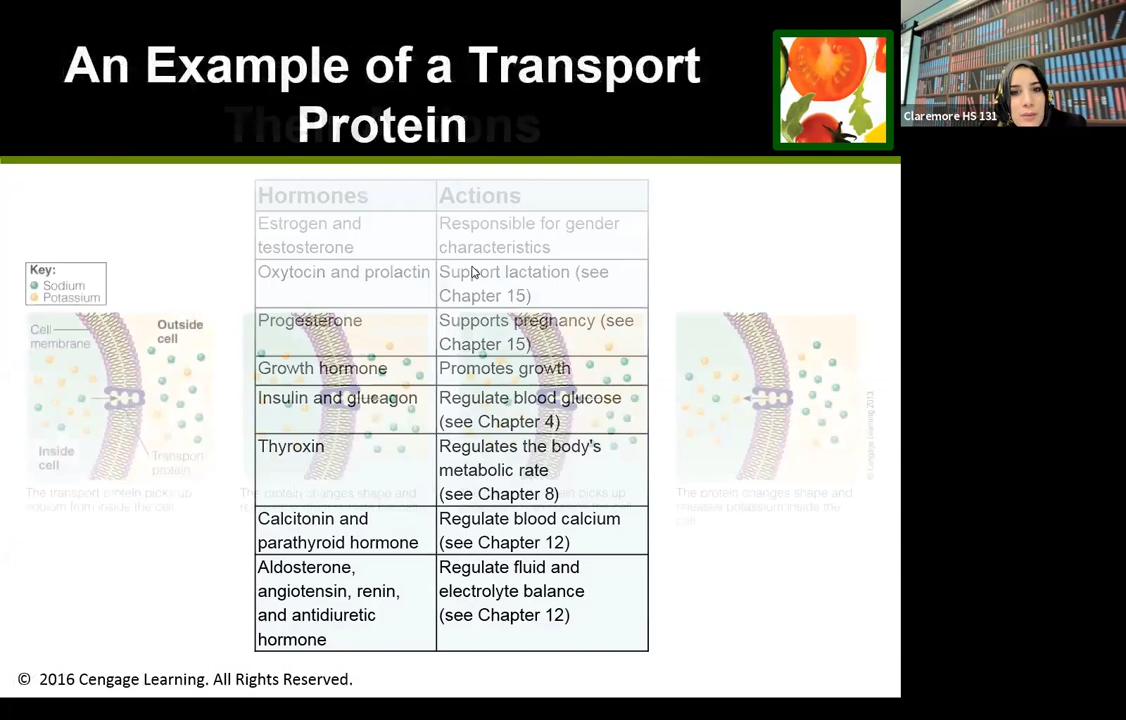 An Example of a Transport
Protein
Claremore HS 131
Hormones
Actions
Estrogen and
testosterone
Responsible for gender
characteristics
Oxytocin and prolactin
Support lactation (see
Chapter 15)
Progesterone
Supports pregnancy (see
Chapter 15)
Growth hormone
Promotes growth
Insulin and glucagon
Regulate blood glucose
(see Chapter 4)
Thyroxin
Regulates the body's
metabolic rate
(see Chapter 8)
Calcitonin and
parathyroid hormone
Regulate blood calcium
(see Chapter 12)
Aldosterone,
angiotensin, renin,
and antidiuretic
hormone
Regulate fluid and
electrolyte balance
(see Chapter 12)
Key:
Sodium
Potassium
Cell
membrane
Outside
cell
Inside
cell
Transport
protein
The transport protein picks up
sodium from inside the cell.
The protein changes shape and
picks up
The protein changes shape and
releases potassium inside the
cell.
© Cengage Learning 2013
© 2016 Cengage Learning. All Rights Reserved.